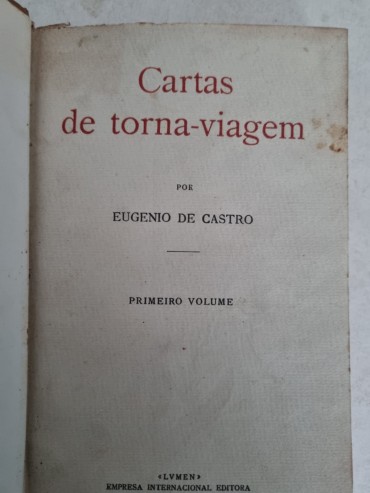 Cartas
de torna-viagem
POR
EUGENIO DE CASTRO
PRIMEIRO VOLUME
«LVMEN»
EMPRESA INTERNACIONAL EDITORA